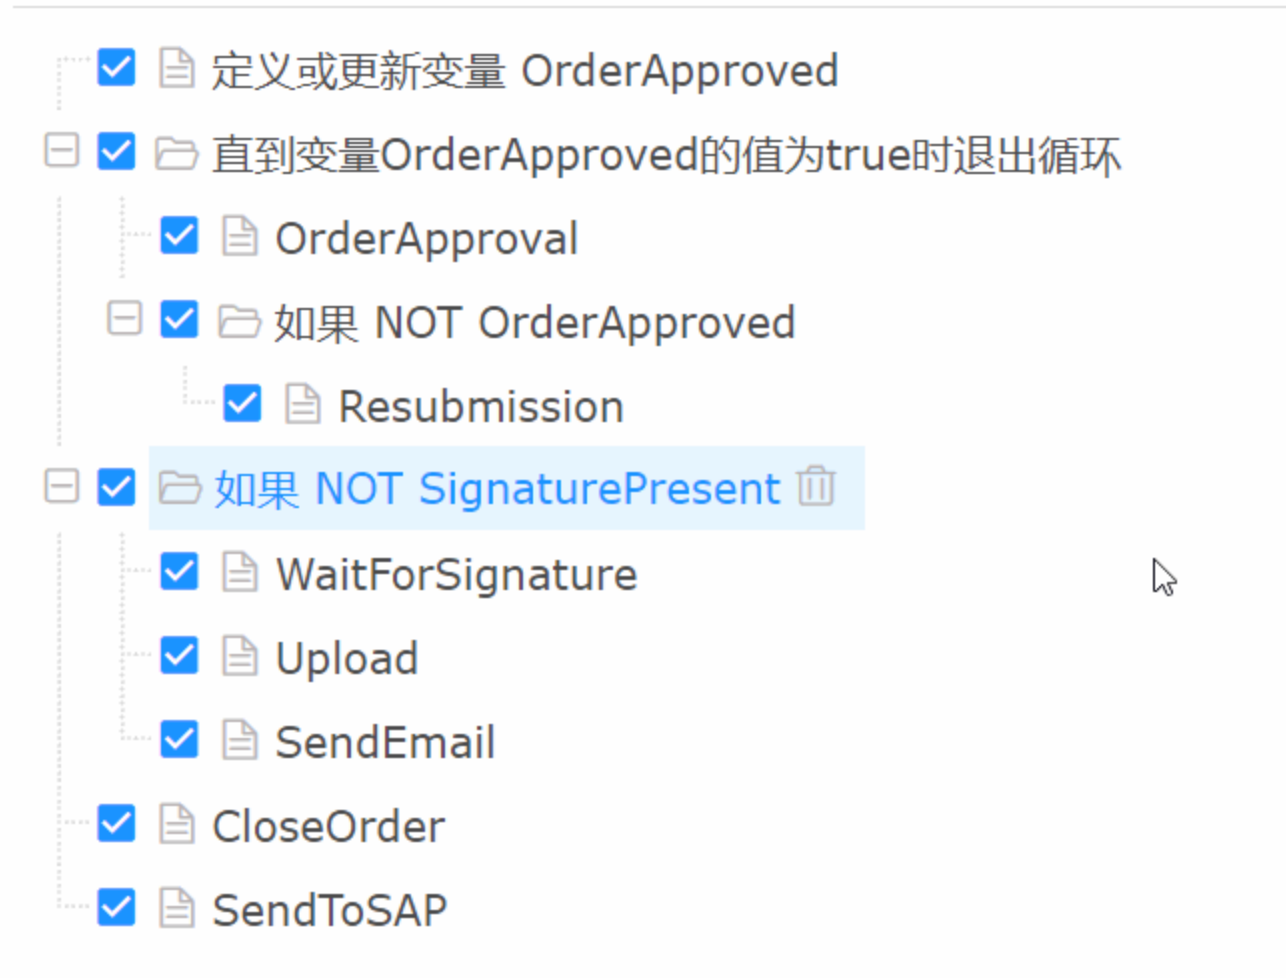 定义或更新变量 OrderApproved
直到变量OrderApproved的值为true时退出循环
OrderApproval
如果 NOT OrderApproved
Resubmission
如果 NOT SignaturePresent
WaitForSignature
Upload
SendEmail
CloseOrder
SendToSAP